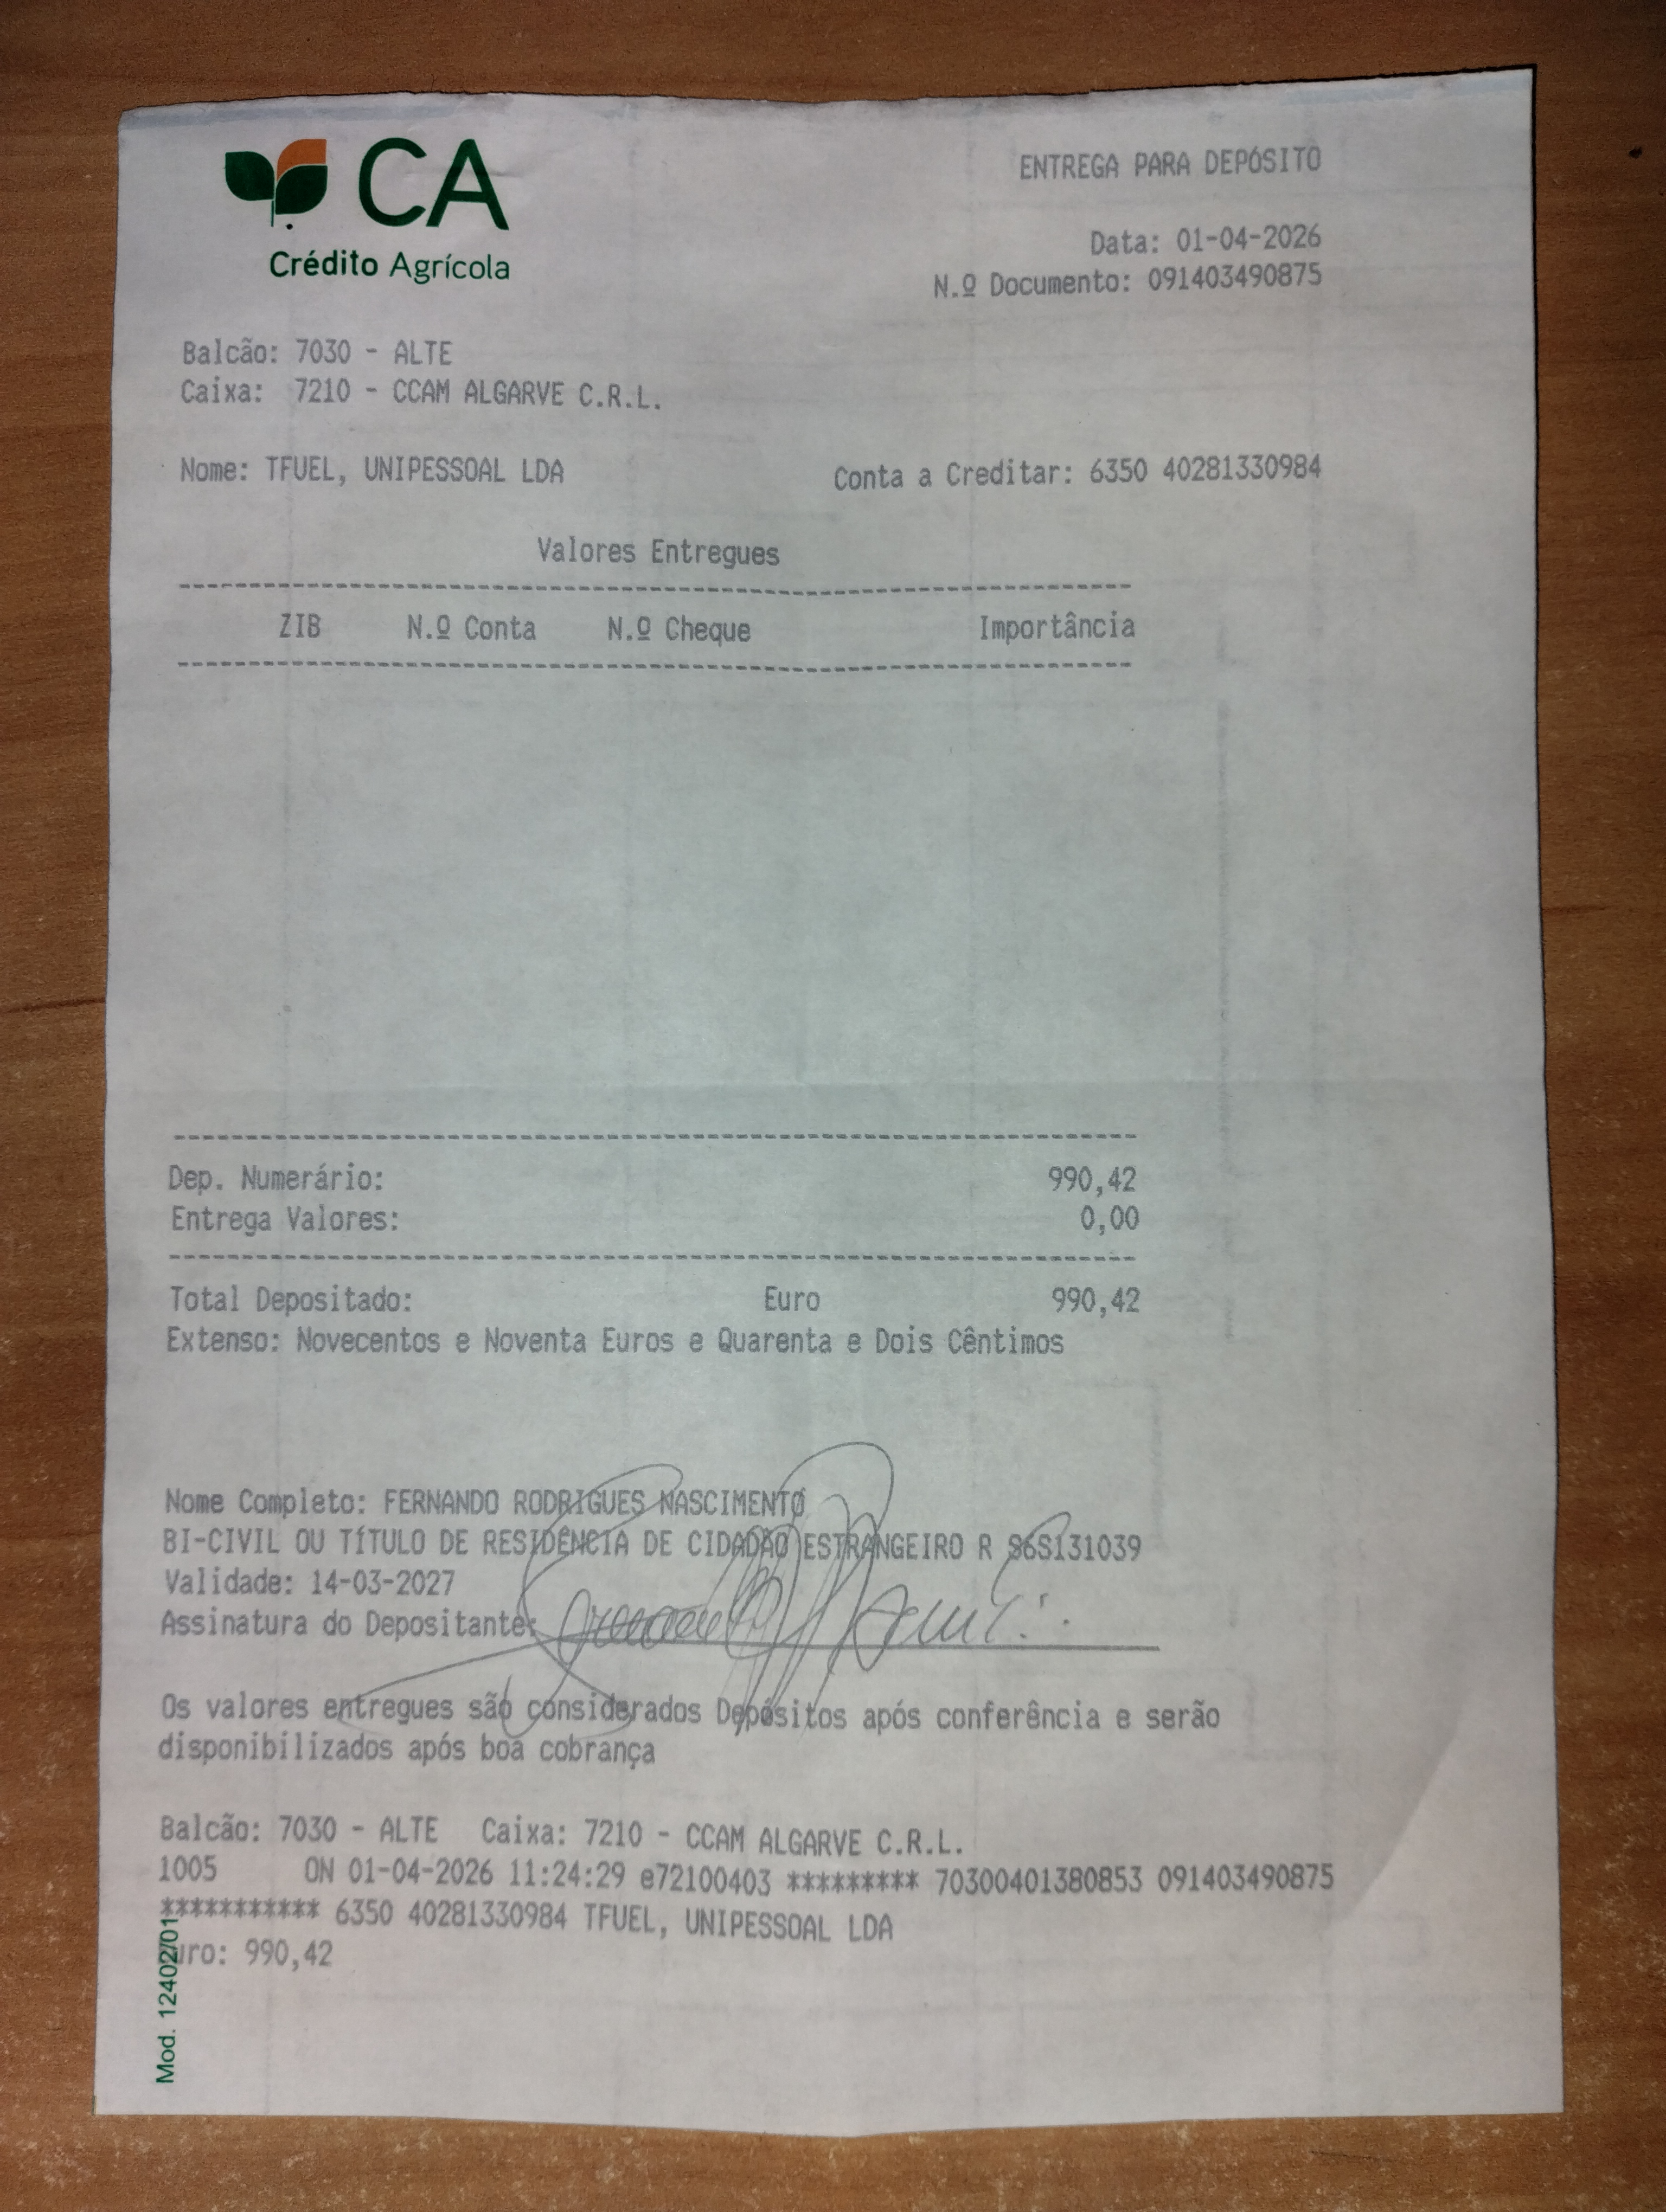 CA
Crédito Agrícola
ENTREGA PARA DEPÓSITO
Data: 01-04-2026
N.º Documento: 091403490875
Balcão: 7030 - ALTE
Caixa: 7210 - CCAM ALGARVE C.R.L.
Nome: TFUEL, UNIPESSOAL LDA Conta a Creditar: 6350 40281330984
Valores Entregues
ZIB N.º Conta N.º Cheque Importância
Dep. Numerário: 990,42
Entrega Valores: 0,00
Total Depositado: Euro 990,42
Extenso: Novecentos e Noventa Euros e Quarenta e Dois Cêntimos
Nome Completo: FERNANDO RODRIGUES NASCIMENTO
BI-CIVIL OU TÍTULO DE RESIDÊNCIA DE CIDADÃO ESTRANGEIRO R S6S131039
Validade: 14-03-2027
Assinatura do Depositante:
Os valores entregues são considerados Depósitos após conferência e serão
disponibilizados após boa cobrança
Balcão: 7030 - ALTE Caixa: 7210 - CCAM ALGARVE C.R.L.
1005 ON 01-04-2026 11:24:29 e72100403 ********* 70300401380853 091403490875
*********** 6350 40281330984 TFUEL, UNIPESSOAL LDA
Euro: 990,42
Mod. 12402/01